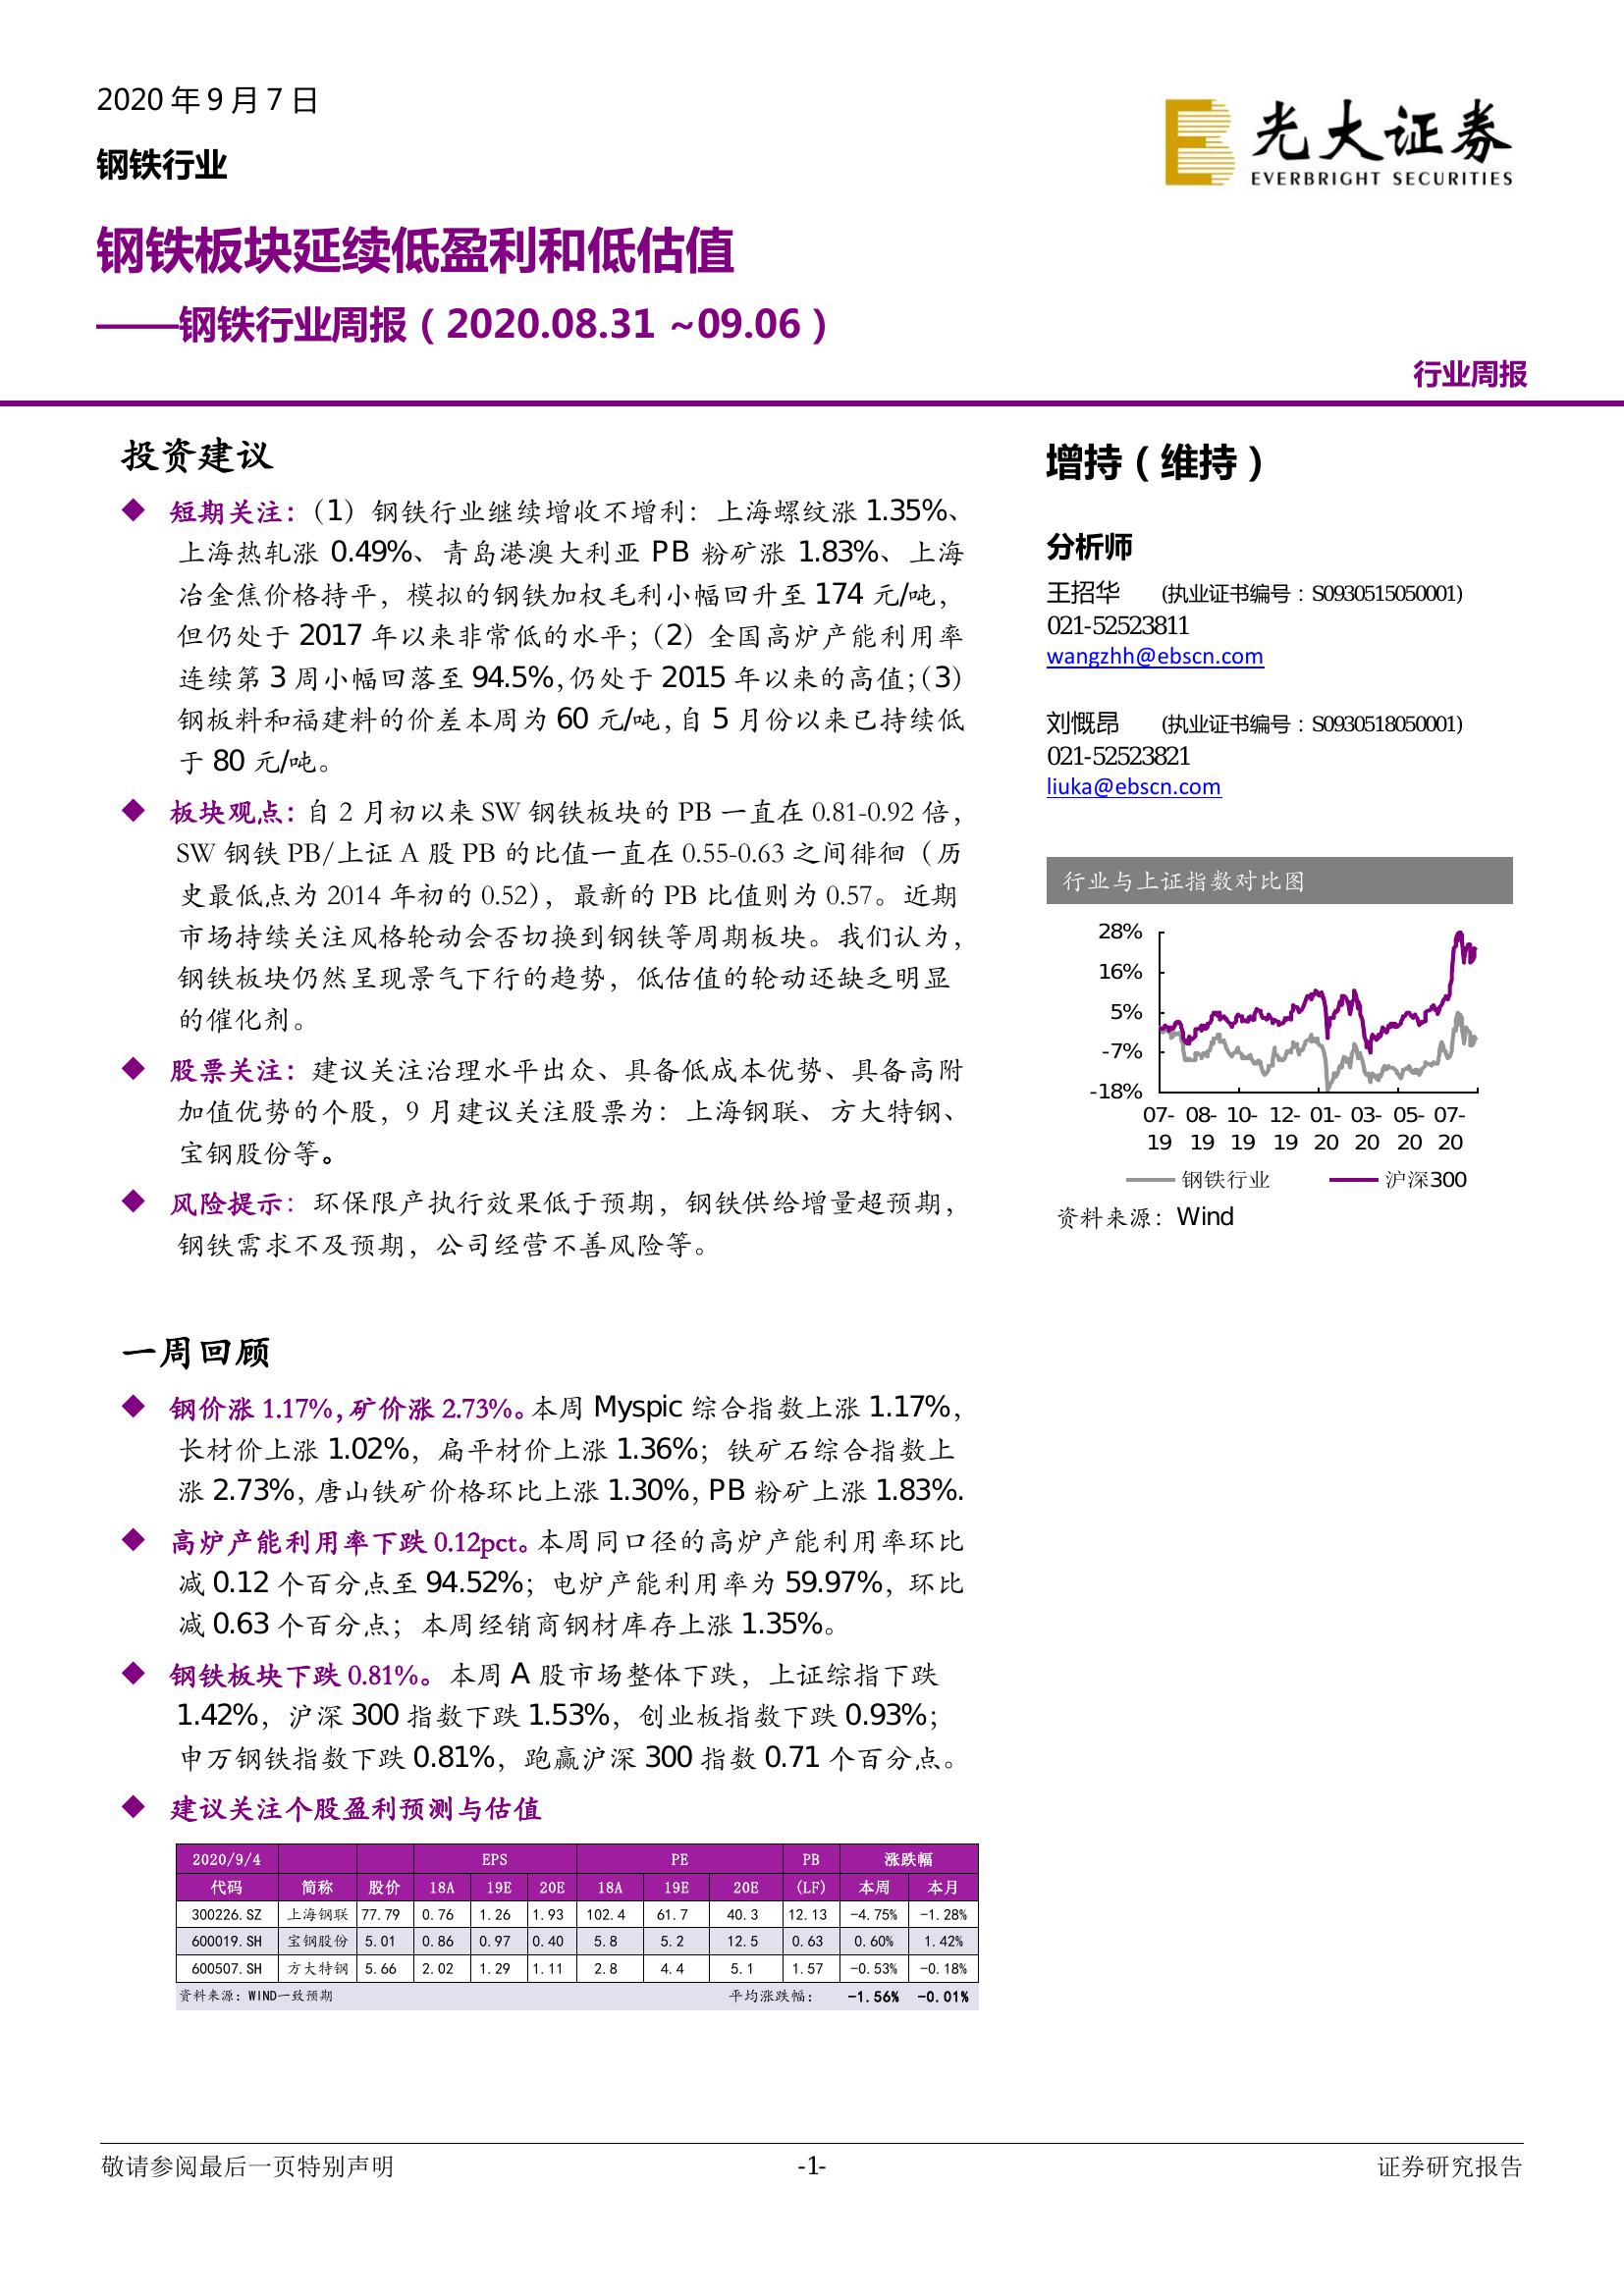 2020 年 9 月 7 日
钢铁行业
光大证券
EVERBRIGHT SECURITIES
钢铁板块延续低盈利和低估值
——钢铁行业周报（2020.08.31 ~09.06）
行业周报
投资建议
◆ 短期关注：（1）钢铁行业继续增收不增利：上海螺纹涨 1.35%、
上海热轧涨 0.49%、青岛港澳大利亚 PB 粉矿涨 1.83%、上海
冶金焦价格持平，模拟的钢铁加权毛利小幅回升至 174 元/吨，
但仍处于 2017 年以来非常低的水平；（2）全国高炉产能利用率
连续第 3 周小幅回落至 94.5%,仍处于 2015 年以来的高值；（3）
钢板料和福建料的价差本周为 60 元/吨，自 5 月份以来已持续低
于 80 元/吨。
◆ 板块观点：自 2 月初以来 SW 钢铁板块的 PB 一直在 0.81-0.92 倍，
SW 钢铁 PB/上证 A 股 PB 的比值一直在 0.55-0.63 之间徘徊（历
史最低点为 2014 年初的 0.52），最新的 PB 比值则为 0.57。近期
市场持续关注风格轮动会否切换到钢铁等周期板块。我们认为，
钢铁板块仍然呈现景气下行的趋势，低估值的轮动还缺乏明显
的催化剂。
◆ 股票关注：建议关注治理水平出众、具备低成本优势、具备高附
加值优势的个股，9 月建议关注股票为：上海钢联、方大特钢、
宝钢股份等。
◆ 风险提示：环保限产执行效果低于预期，钢铁供给增量超预期，
钢铁需求不及预期，公司经营不善风险等。
一周回顾
◆ 钢价涨 1.17%，矿价涨 2.73%。本周 Myspic 综合指数上涨 1.17%，
长材价上涨 1.02%，扁平材价上涨 1.36%；铁矿石综合指数上
涨 2.73%，唐山铁矿价格环比上涨 1.30%，PB 粉矿上涨 1.83%.
◆ 高炉产能利用率下跌 0.12pct。本周同口径的高炉产能利用率环比
减 0.12 个百分点至 94.52%；电炉产能利用率为 59.97%，环比
减 0.63 个百分点；本周经销商钢材库存上涨 1.35%。
◆ 钢铁板块下跌 0.81%。本周 A 股市场整体下跌，上证综指下跌
1.42%，沪深 300 指数下跌 1.53%，创业板指数下跌 0.93%；
申万钢铁指数下跌 0.81%，跑赢沪深 300 指数 0.71 个百分点。
◆ 建议关注个股盈利预测与估值
2020/9/4 EPS PE PB 涨跌幅
代码 简称 股价 18A 19E 20E 18A 19E 20E (LF) 本周 本月
300226.SZ 上海钢联 77.79 0.76 1.26 1.93 102.4 61.7 40.3 12.13 -4.75% -1.28%
600019.SH 宝钢股份 5.01 0.86 0.97 0.40 5.8 5.2 12.5 0.63 0.60% 1.42%
600507.SH 方大特钢 5.66 2.02 1.29 1.11 2.8 4.4 5.1 1.57 -0.53% -0.18%
资料来源：WIND一致预期 平均涨跌幅： -1.56% -0.01%
增持（维持）
分析师
王招华 (执业证书编号：S0930515050001)
021-52523811
wangzhh@ebscn.com
刘慨昂 (执业证书编号：S0930518050001)
021-52523821
liuka@ebscn.com
行业与上证指数对比图
28%
16%
5%
-7%
-18%
07- 08- 10- 12- 01- 03- 05- 07-
19 19 19 19 20 20 20 20
钢铁行业 沪深300
资料来源：Wind
敬请参阅最后一页特别声明 -1- 证券研究报告